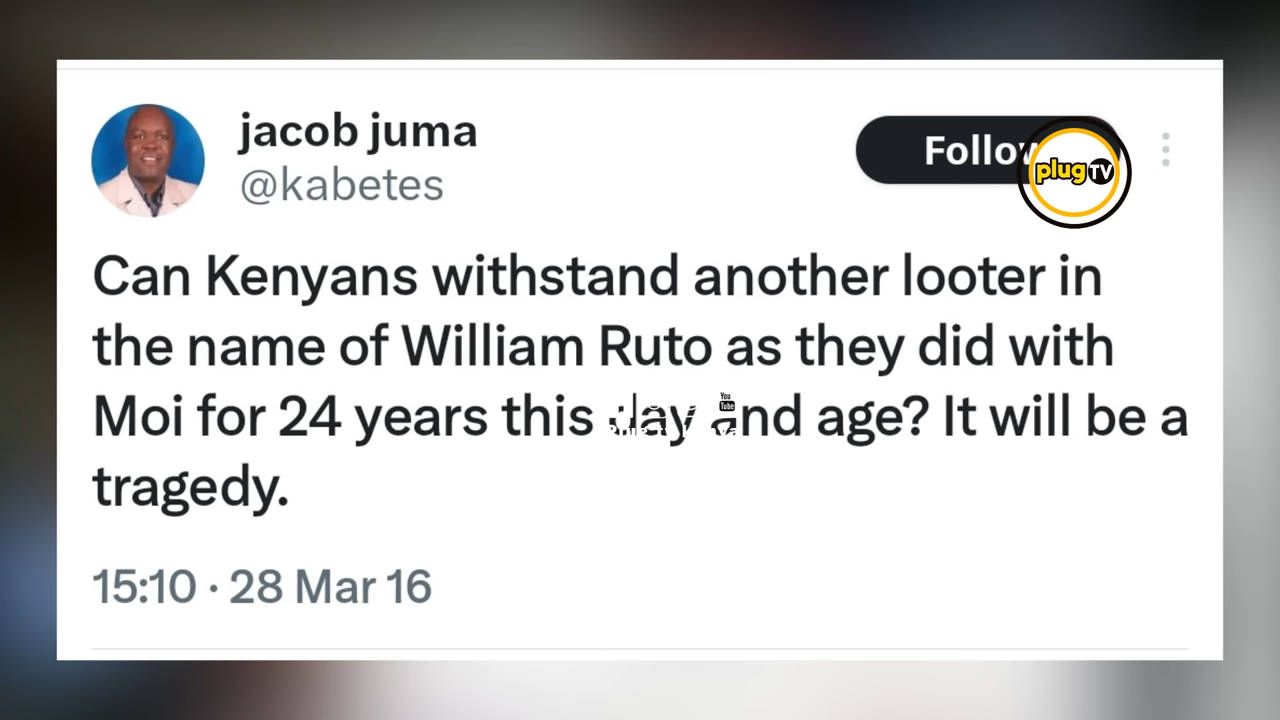 jacob juma
@kabetes
Follow
plug TV
Can Kenyans withstand another looter in
the name of William Ruto as they did with
Moi for 24 years this day and age? It will be a
tragedy.
You
Tube
15:10 · 28 Mar 16